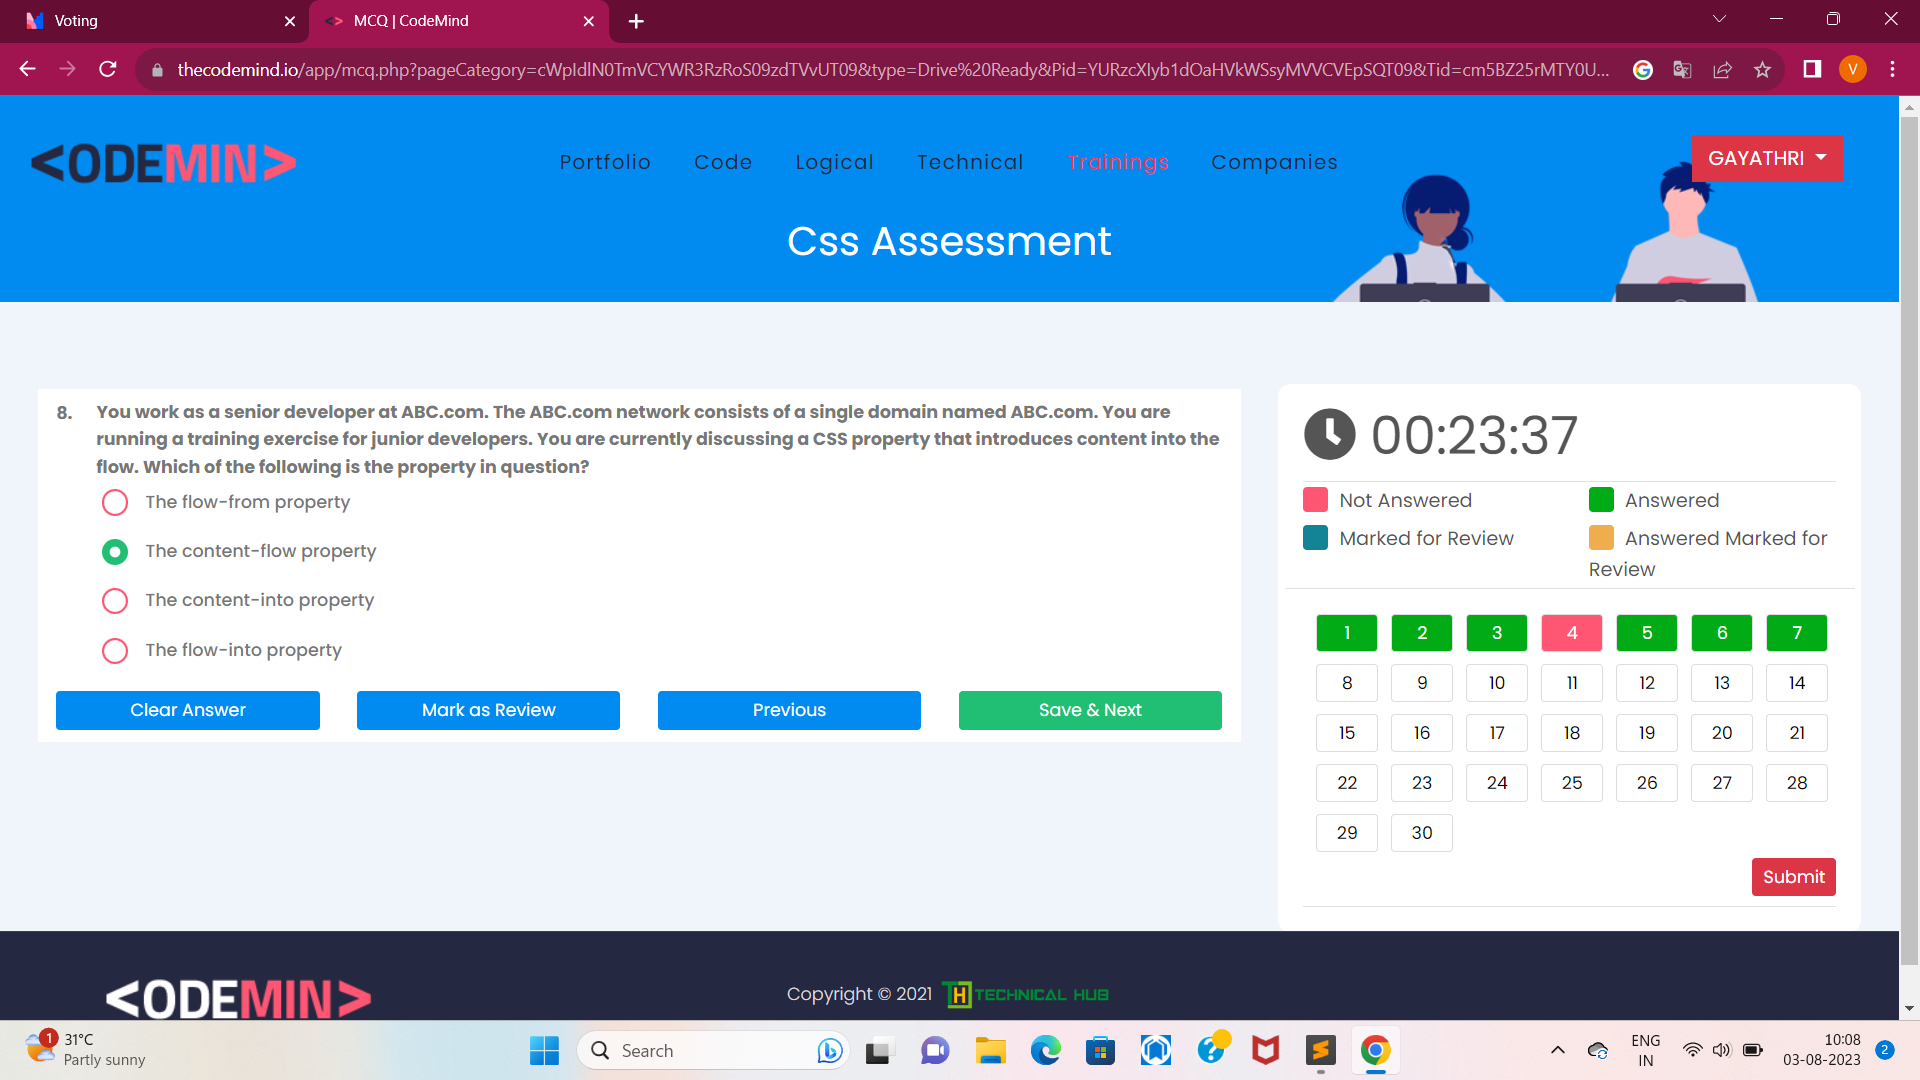 Voting
MCQ | CodeMind
thecodemind.io/app/mcq.php?pageCategory=cWpIdlN0TmVCYWR3RzRoS09zdTVvUT09&type=Drive%20Ready&Pid=YURzcXlyb1dOaHVkWSsyMVVCVEpSQT09&Tid=cm5BZ25rMTY0U...
V
<ODEMIN>
Portfolio
Code
Logical
Technical
Trainings
Companies
GAYATHRI
Css Assessment
8. You work as a senior developer at ABC.com. The ABC.com network consists of a single domain named ABC.com. You are
running a training exercise for junior developers. You are currently discussing a CSS property that introduces content into the
flow. Which of the following is the property in question?
The flow-from property
The content-flow property
The content-into property
The flow-into property
Clear Answer
Mark as Review
Previous
Save & Next
00:23:37
Not Answered
Answered
Marked for Review
Answered Marked for
Review
1 2 3 4 5 6 7
8 9 10 11 12 13 14
15 16 17 18 19 20 21
22 23 24 25 26 27 28
29 30
Submit
<ODEMIN>
Copyright © 2021 TH TECHNICAL HUB
1
31°C
Partly sunny
Search
ENG
IN
10:08
03-08-2023
2